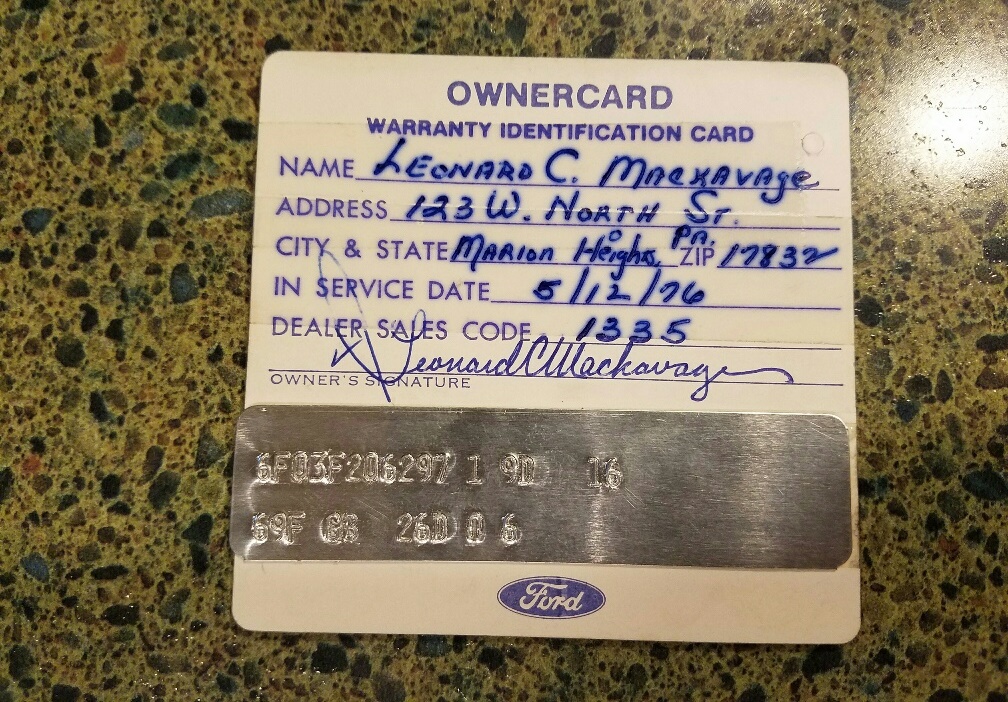 OWNERCARD
WARRANTY IDENTIFICATION CARD
NAME LEONARD C. MACKAVAGE
ADDRESS 123 W. NORTH ST.
CITY & STATE MARION Heights, PA. ZIP 17832
IN SERVICE DATE 5/12/76
DEALER SALES CODE 1335
X Leonard C Mackavage
OWNER'S SIGNATURE
6F03F206297 1 9D 16
69F 26D 6
Ford